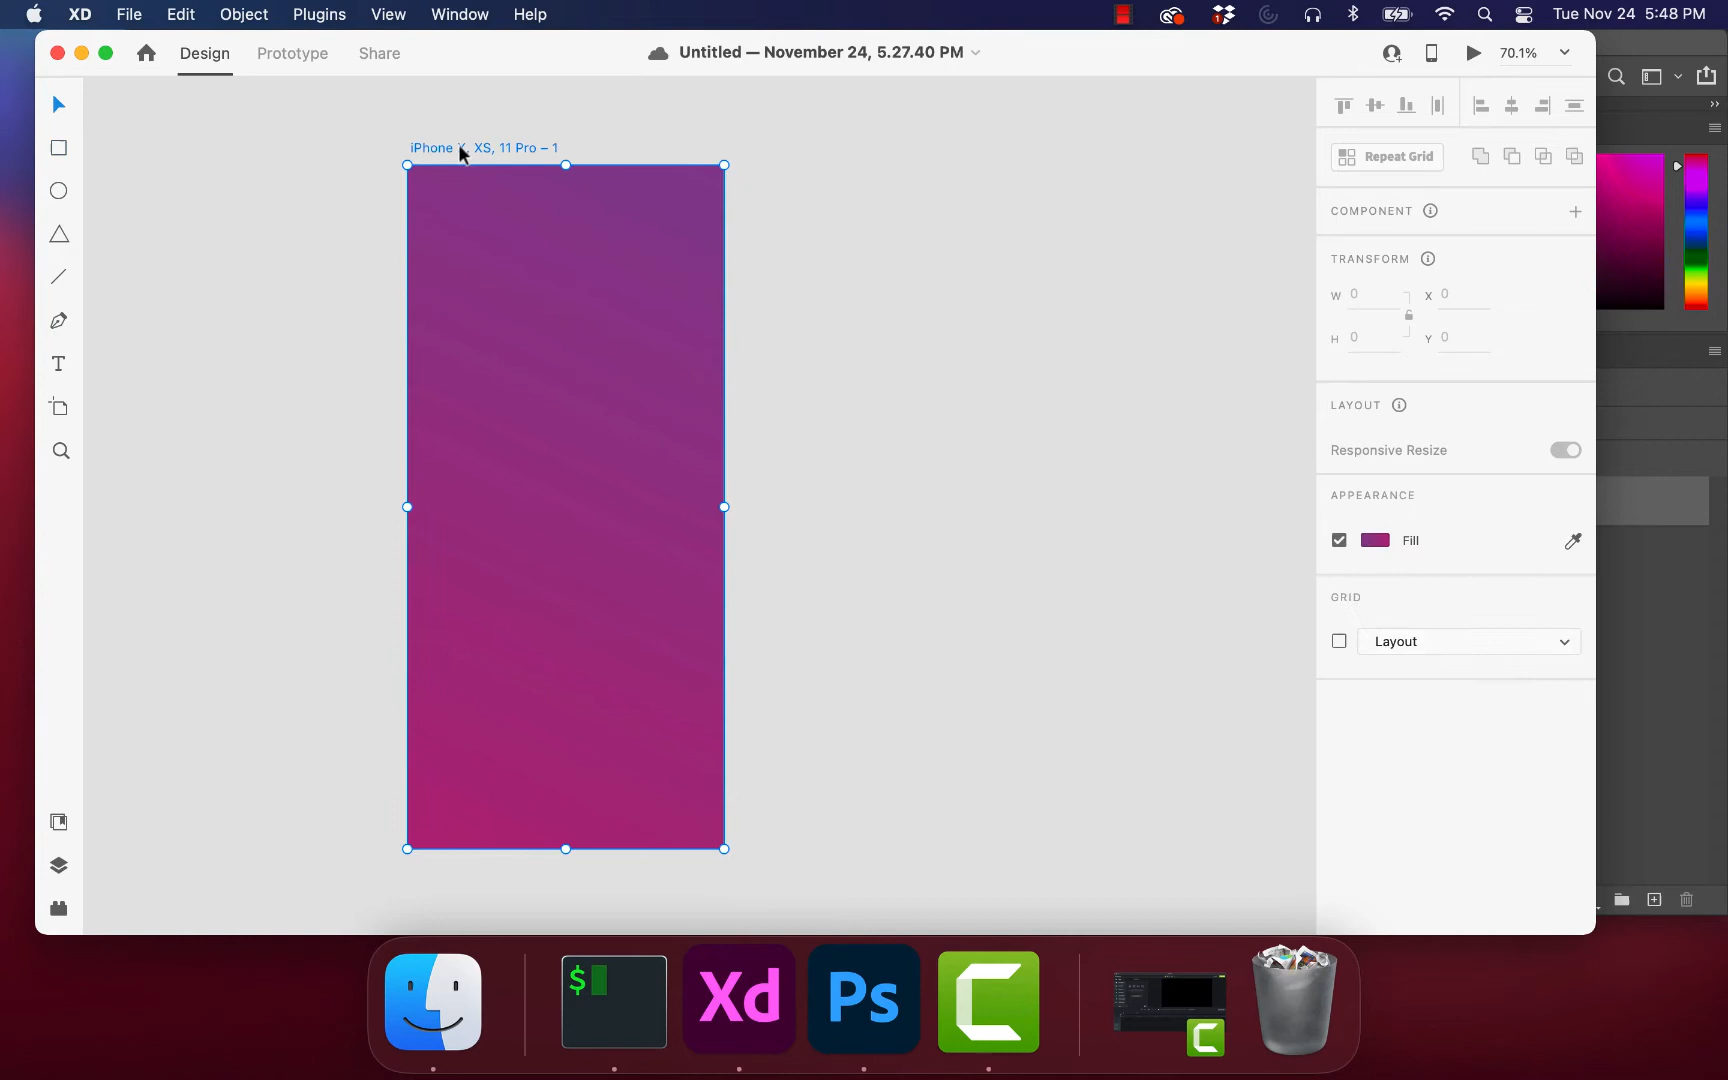 XD File Edit Object Plugins View Window Help
1
Tue Nov 24 5:48 PM
Design Prototype Share
Untitled — November 24, 5.27.40 PM
70.1%
iPhone X, XS, 11 Pro – 1
Repeat Grid
COMPONENT
TRANSFORM
W 0 X 0
H 0 Y 0
LAYOUT
Responsive Resize
APPEARANCE
Fill
GRID
Layout
T
$
Xd
Ps